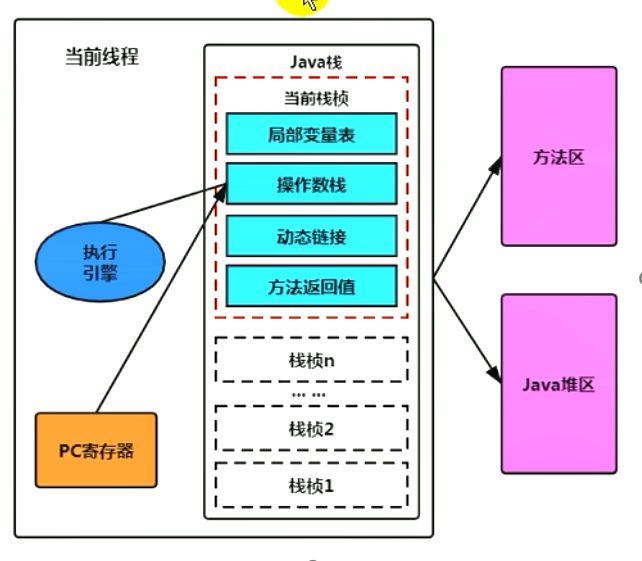 当前线程
Java栈
当前栈桢
局部变量表
操作数栈
动态链接
方法返回值
执行
引擎
PC寄存器
栈桢n
... ...
栈桢2
栈桢1
方法区
Java堆区